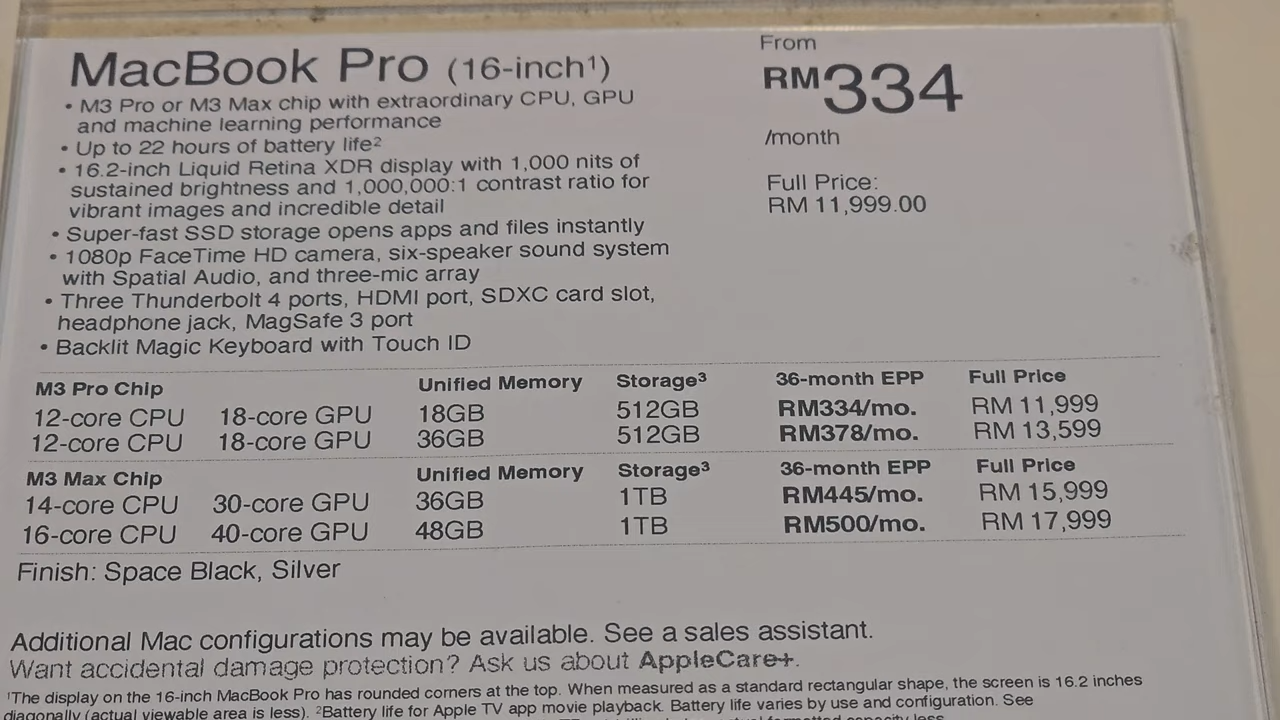 MacBook Pro (16-inch¹)
• M3 Pro or M3 Max chip with extraordinary CPU, GPU
and machine learning performance
• Up to 22 hours of battery life²
• 16.2-inch Liquid Retina XDR display with 1,000 nits of
sustained brightness and 1,000,000:1 contrast ratio for
vibrant images and incredible detail
• Super-fast SSD storage opens apps and files instantly
• 1080p FaceTime HD camera, six-speaker sound system
with Spatial Audio, and three-mic array
• Three Thunderbolt 4 ports, HDMI port, SDXC card slot,
headphone jack, MagSafe 3 port
• Backlit Magic Keyboard with Touch ID
From
RM334
/month
Full Price:
RM 11,999.00
M3 Pro Chip Unified Memory Storage³ 36-month EPP Full Price
12-core CPU 18-core GPU 18GB 512GB RM334/mo. RM 11,999
12-core CPU 18-core GPU 36GB 512GB RM378/mo. RM 13,599
M3 Max Chip Unified Memory Storage³ 36-month EPP Full Price
14-core CPU 30-core GPU 36GB 1TB RM445/mo. RM 15,999
16-core CPU 40-core GPU 48GB 1TB RM500/mo. RM 17,999
Finish: Space Black, Silver
Additional Mac configurations may be available. See a sales assistant.
Want accidental damage protection? Ask us about AppleCare+.
¹The display on the 16-inch MacBook Pro has rounded corners at the top. When measured as a standard rectangular shape, the screen is 16.2 inches
diagonally (actual viewable area is less). ²Battery life for Apple TV app movie playback. Battery life varies by use and configuration. See